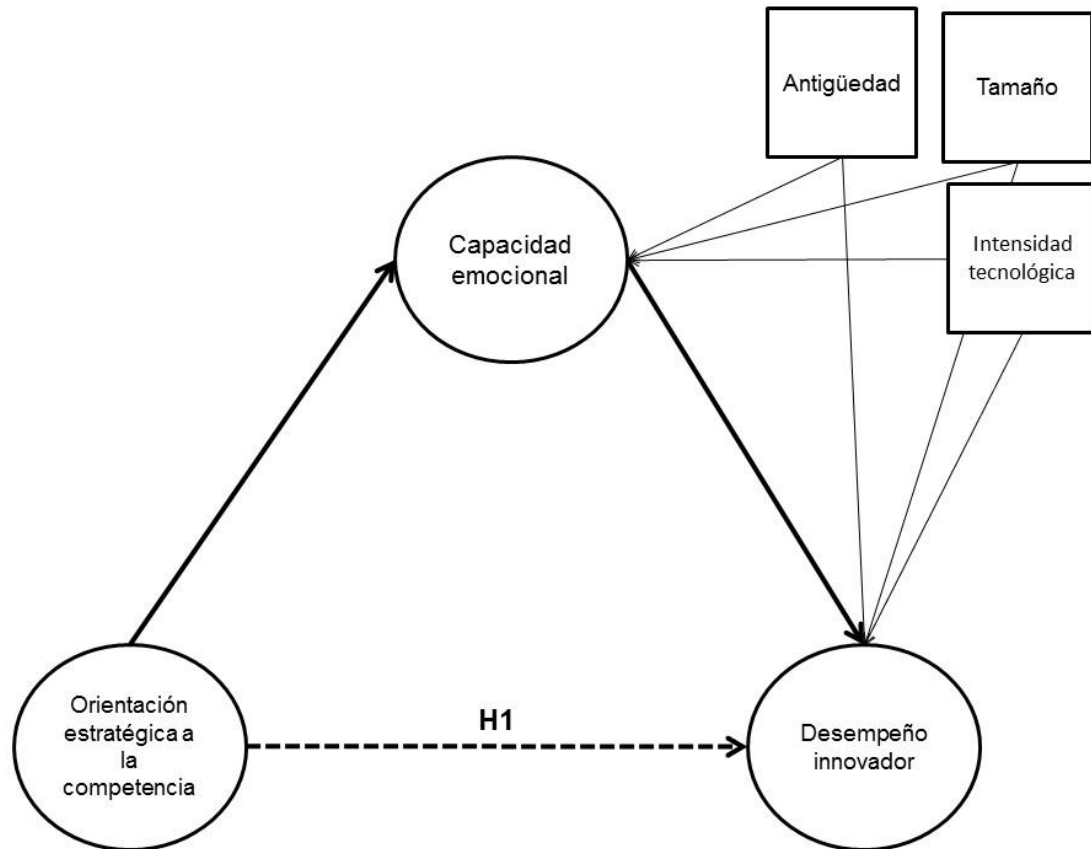 Antigüedad
Tamaño
Capacidad
emocional
Intensidad
tecnológica
H1
Orientación
estratégica a
la
competencia
Desempeño
innovador